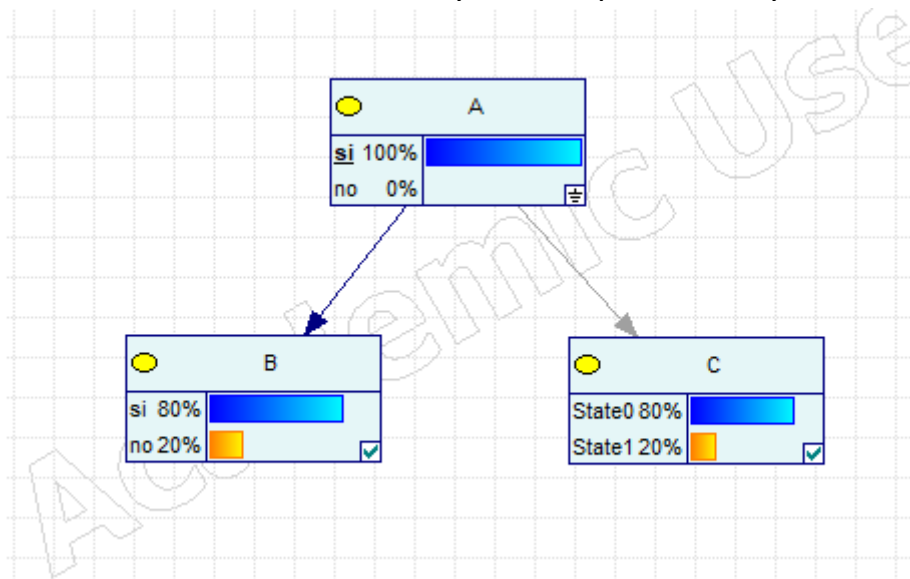 A
si 100%
no 0%
B
si 80%
no 20%
C
State0 80%
State1 20%
Academic Use